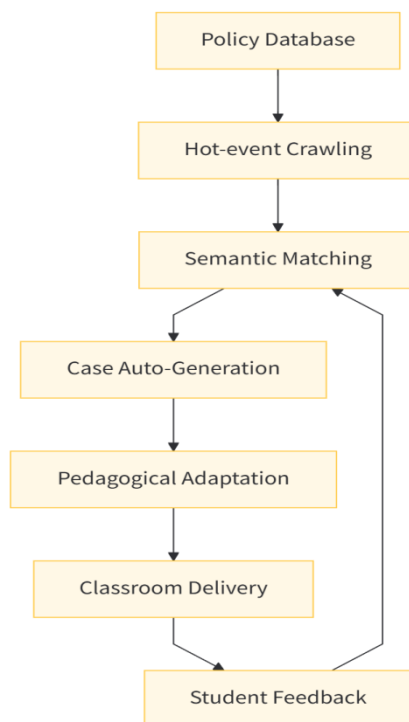 Policy Database
Hot-event Crawling
Semantic Matching
Case Auto-Generation
Pedagogical Adaptation
Classroom Delivery
Student Feedback